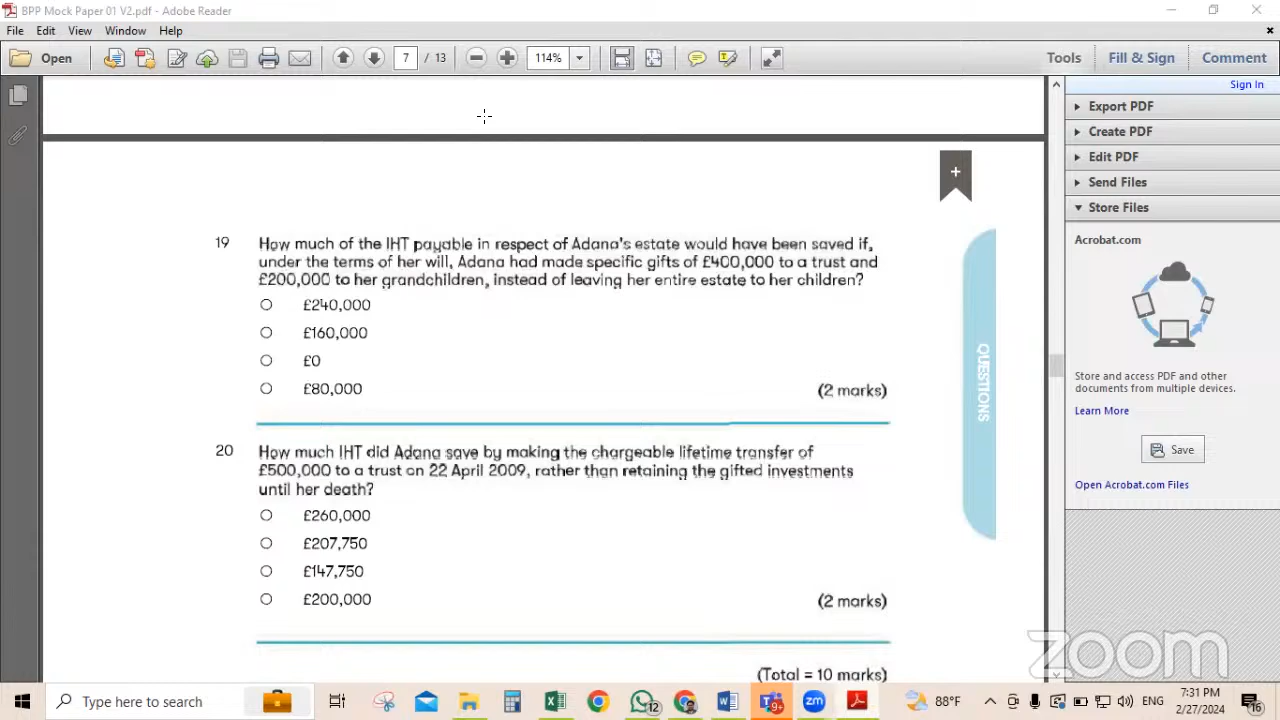 BPP Mock Paper 01 V2.pdf - Adobe Reader
File Edit View Window Help
Open 7 / 13 114% Tools Fill & Sign Comment
Sign In
Export PDF
Create PDF
Edit PDF
Send Files
Store Files
Acrobat.com
Store and access PDF and other
documents from multiple devices.
Learn More
Save
Open Acrobat.com Files
19 How much of the IHT payable in respect of Adana's estate would have been saved if,
under the terms of her will, Adana had made specific gifts of £400,000 to a trust and
£200,000 to her grandchildren, instead of leaving her entire estate to her children?
£240,000
£160,000
£0
£80,000
(2 marks)
20 How much IHT did Adana save by making the chargeable lifetime transfer of
£500,000 to a trust on 22 April 2009, rather than retaining the gifted investments
until her death?
£260,000
£207,750
£147,750
£200,000
(2 marks)
(Total = 10 marks)
QUESTIONS
zoom
Type here to search
12
9+
zm
88°F
ENG
7:31 PM
2/27/2024
16